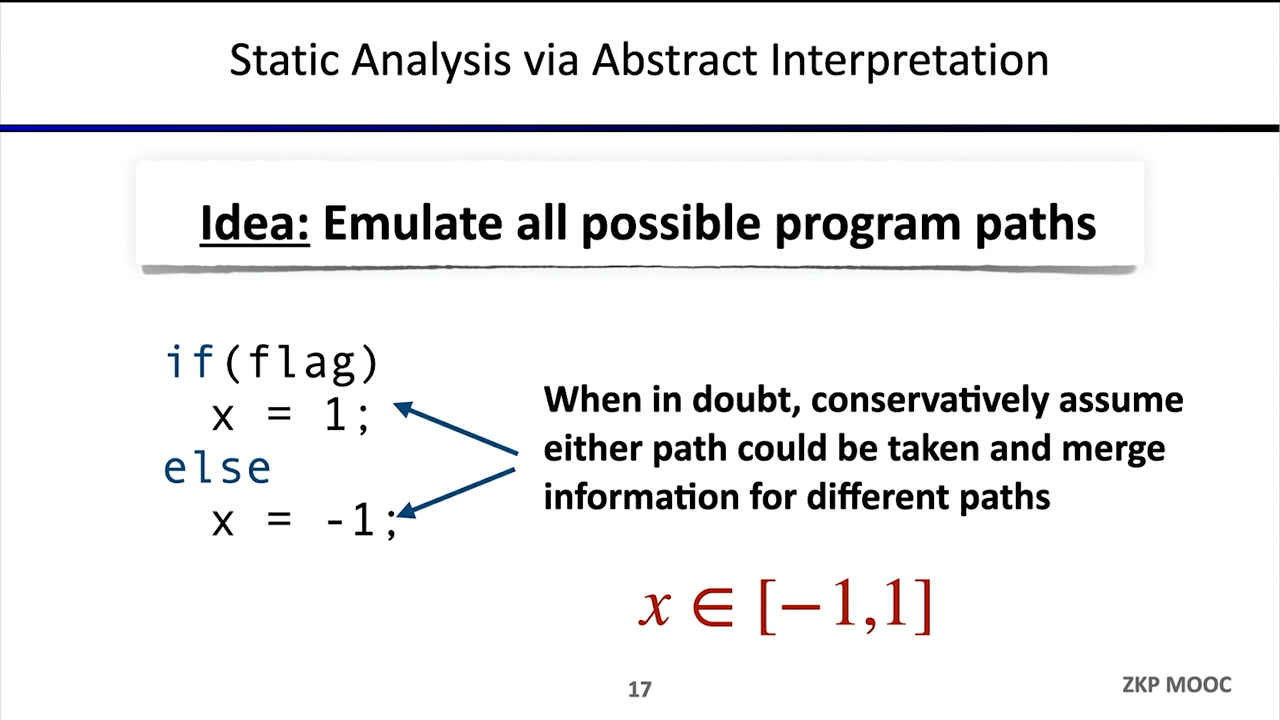 Static Analysis via Abstract Interpretation
Idea: Emulate all possible program paths
if(flag)
x = 1;
else
x = -1;
When in doubt, conservatively assume
either path could be taken and merge
information for different paths
x ∈ [−1,1]
17
ZKP MOOC